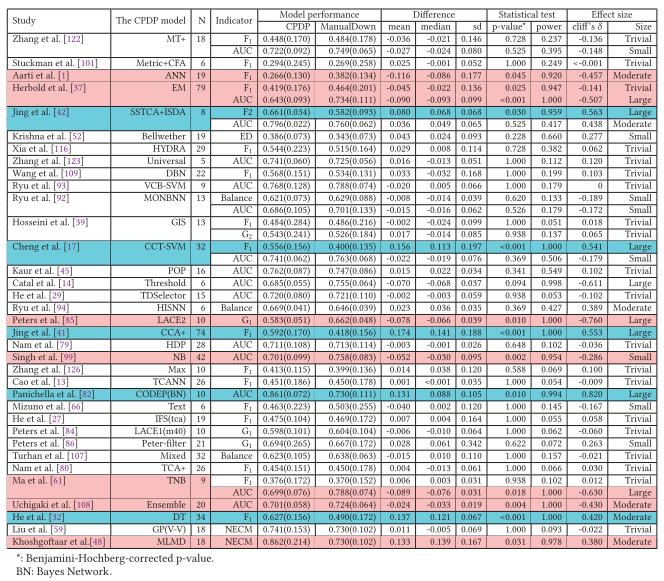 Study The CPDP model N Indicator Model performance Difference Statistical test Effect size
CPDP ManualDown mean median sd p-value* power cliff's δ Size
Zhang et al. [122] MT+ 18 F1 0.448(0.170) 0.484(0.178) -0.036 -0.021 0.146 0.728 0.237 -0.136 Trivial
AUC 0.722(0.092) 0.749(0.065) -0.027 -0.024 0.080 0.525 0.395 -0.148 Small
Stuckman et al. [101] Metric+CFA 6 F1 0.294(0.245) 0.269(0.258) 0.025 0.001 0.052 1.000 0.249 <-0.001 Trivial
Aarti et al. [1] ANN 19 F1 0.266(0.130) 0.382(0.134) -0.116 -0.086 0.177 0.045 0.920 -0.457 Moderate
Herbold et al. [37] EM 79 F1 0.419(0.176) 0.464(0.201) -0.045 -0.022 0.136 0.025 0.947 -0.141 Trivial
AUC 0.643(0.093) 0.734(0.111) -0.090 -0.093 0.099 <0.001 1.000 -0.507 Large
Jing et al. [42] SSTCA+ISDA 8 F2 0.661(0.034) 0.582(0.093) 0.080 0.068 0.068 0.030 0.959 0.563 Large
AUC 0.796(0.022) 0.760(0.062) 0.036 0.049 0.065 0.525 0.417 0.438 Moderate
Krishna et al. [52] Bellwether 19 ED 0.386(0.073) 0.343(0.073) 0.043 0.024 0.093 0.228 0.660 0.277 Small
Xia et al. [116] HYDRA 29 F1 0.544(0.223) 0.515(0.164) 0.029 0.008 0.114 0.728 0.382 0.062 Trivial
Zhang et al. [123] Universal 5 AUC 0.741(0.060) 0.725(0.056) 0.016 -0.013 0.051 1.000 0.112 0.120 Trivial
Wang et al. [109] DBN 22 F1 0.568(0.151) 0.534(0.131) 0.033 -0.032 0.168 1.000 0.199 0.103 Trivial
Ryu et al. [93] VCB-SVM 9 AUC 0.768(0.128) 0.788(0.074) -0.020 0.005 0.066 1.000 0.179 0 Trivial
Ryu et al. [92] MONBNN 13 Balance 0.621(0.073) 0.629(0.088) -0.008 -0.014 0.039 0.620 0.133 -0.189 Small
AUC 0.686(0.105) 0.701(0.133) -0.015 -0.016 0.062 0.526 0.179 -0.172 Small
Hosseini et al. [39] GIS 13 F1 0.484(0.284) 0.486(0.216) -0.002 -0.024 0.099 1.000 0.051 0.018 Trivial
G2 0.543(0.241) 0.526(0.184) 0.017 -0.005 0.085 0.938 0.137 0.065 Trivial
Cheng et al. [17] CCT-SVM 32 F1 0.556(0.156) 0.400(0.135) 0.156 0.113 0.197 <0.001 1.000 0.541 Large
AUC 0.741(0.062) 0.763(0.068) -0.022 -0.019 0.076 0.369 0.506 -0.179 Small
Kaur et al. [45] POP 16 AUC 0.762(0.087) 0.747(0.086) 0.015 0.022 0.034 0.341 0.549 0.102 Trivial
Catal et al. [14] Threshold 6 AUC 0.685(0.055) 0.755(0.064) -0.070 -0.068 0.037 0.094 0.998 -0.611 Large
He et al. [29] TDSelector 15 AUC 0.720(0.080) 0.721(0.110) -0.002 -0.003 0.059 0.938 0.053 -0.102 Trivial
Ryu et al. [94] HISNN 6 Balance 0.669(0.041) 0.646(0.039) 0.023 0.036 0.035 0.369 0.427 0.389 Moderate
Peters et al. [85] LACE2 10 G1 0.583(0.051) 0.662(0.048) -0.078 -0.066 0.039 0.010 1.000 -0.760 Large
Jing et al. [41] CCA+ 74 F1 0.592(0.170) 0.418(0.156) 0.174 0.141 0.188 <0.001 1.000 0.553 Large
Nam et al. [79] HDP 28 AUC 0.711(0.108) 0.713(0.114) -0.003 -0.001 0.026 0.648 0.102 -0.036 Trivial
Singh et al. [99] NB 42 AUC 0.701(0.099) 0.758(0.083) -0.052 -0.030 0.095 0.002 0.954 -0.286 Small
Zhang et al. [126] Max 10 F1 0.413(0.115) 0.399(0.136) 0.014 0.038 0.120 0.588 0.069 0.100 Trivial
Cao et al. [13] TCANN 26 F1 0.451(0.186) 0.450(0.178) 0.001 <0.001 0.035 1.000 0.054 -0.009 Trivial
Panichella et al. [82] CODEP(BN) 10 AUC 0.861(0.072) 0.730(0.111) 0.131 0.088 0.105 0.010 0.994 0.820 Large
Mizuno et al. [66] Text 6 F1 0.463(0.223) 0.503(0.255) -0.040 0.002 0.120 1.000 0.145 -0.167 Small
He et al. [27] IFS(tca) 19 F1 0.475(0.104) 0.469(0.172) 0.007 0.004 0.164 1.000 0.055 0.058 Trivial
Peters et al. [84] LACE1(m40) 10 G1 0.598(0.101) 0.604(0.104) -0.006 -0.010 0.064 1.000 0.062 -0.060 Trivial
Peters et al. [86] Peter-filter 21 G1 0.694(0.265) 0.667(0.172) 0.028 0.061 0.342 0.622 0.072 0.263 Small
Turhan et al. [107] Mixed 32 Balance 0.623(0.105) 0.638(0.063) -0.015 -0.010 0.110 1.000 0.157 -0.021 Trivial
Nam et al. [80] TCA+ 26 F1 0.454(0.151) 0.450(0.178) 0.004 -0.013 0.061 1.000 0.066 0.030 Trivial
Ma et al. [61] TNB 9 F1 0.376(0.172) 0.370(0.152) 0.006 -0.003 0.071 0.938 0.102 0.012 Trivial
AUC 0.699(0.076) 0.788(0.074) -0.089 -0.076 0.031 0.018 1.000 -0.630 Large
Uchigaki et al. [108] Ensemble 20 AUC 0.701(0.058) 0.724(0.064) -0.024 -0.033 0.019 0.004 1.000 -0.430 Moderate
He et al. [32] DT 34 F1 0.627(0.156) 0.490(0.172) 0.137 0.121 0.067 <0.001 1.000 0.420 Moderate
Liu et al. [59] GP(V-V) 18 NECM 0.741(0.153) 0.730(0.102) 0.011 -0.005 0.069 1.000 0.093 -0.022 Trivial
Khoshgoftaar et al.[48] MLMD 18 NECM 0.862(0.214) 0.730(0.102) 0.133 0.139 0.167 0.031 0.978 0.380 Moderate
*: Benjamini-Hochberg-corrected p-value.
BN: Bayes Network.